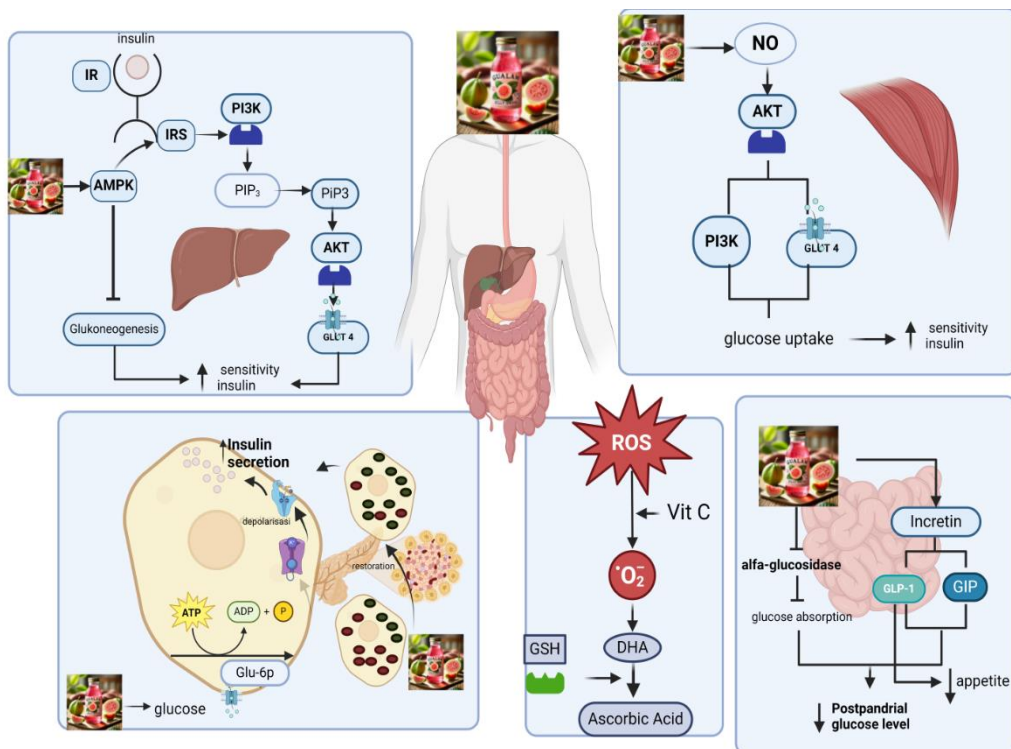 insulin
IR
IRS
PI3K
AMPK
PIP3
PiP3
AKT
GLUT 4
Glukoneogenesis
sensitivity
insulin
NO
AKT
PI3K
GLUT 4
glucose uptake
sensitivity
insulin
Insulin
secretion
depolarisasi
restoration
ATP
ADP + P
Glu-6p
glucose
ROS
Vit C
•O2−
GSH
DHA
Ascorbic Acid
Incretin
alfa-glucosidase
GLP-1
GIP
glucose absorption
appetite
Postpandrial
glucose level